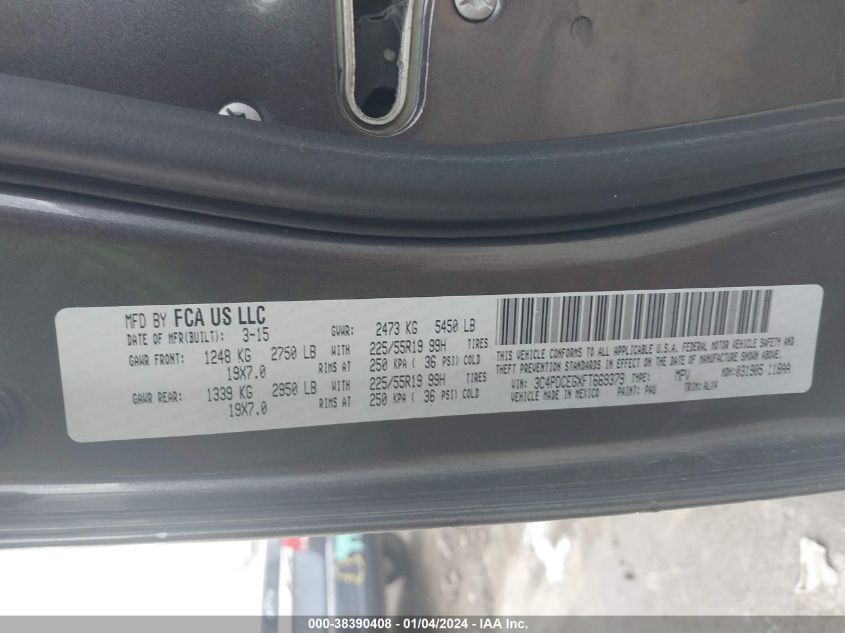 MFD BY FCA US LLC
DATE OF MFR(BUILT): 3-15 GVWR: 2473 KG 5450 LB
GAWR FRONT: 1248 KG 2750 LB WITH 225/55R19 99H TIRES
19X7.0 RIMS AT 250 KPA ( 36 PSI) COLD
GAWR REAR: 1339 KG 2950 LB WITH 225/55R19 99H TIRES
19X7.0 RIMS AT 250 KPA ( 36 PSI) COLD
THIS VEHICLE CONFORMS TO ALL APPLICABLE U.S.A. FEDERAL MOTOR VEHICLE SAFETY
AND THEFT PREVENTION STANDARDS IN EFFECT ON THE DATE OF MANUFACTURE SHOWN ABOVE.
VIN: 3C4PDCEGXFT669379 TYPE: MPV MDH: 031905 118AA
VEHICLE MADE IN MEXICO PAINT: PAU TRIM: ALV4
000-38390408 - 01/04/2024 - IAA Inc.